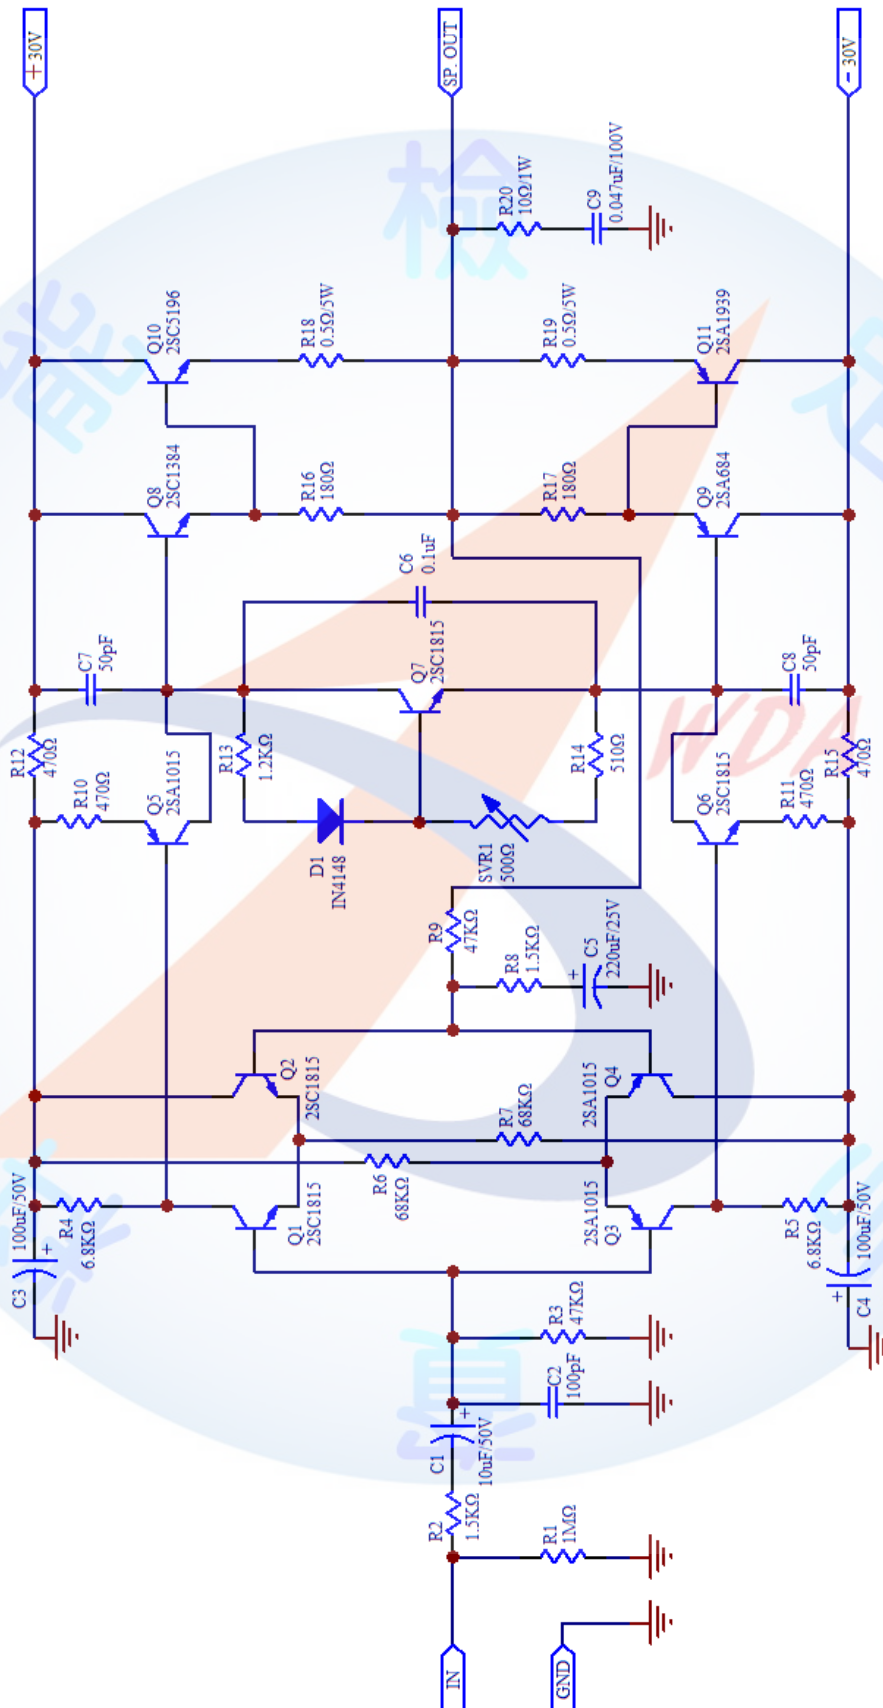 +30V
SP. OUT
- 30V
R20
10Ω/1W
C9
0.047uF/100V
Q10
2SC5196
R18
0.5Ω/5W
R19
0.5Ω/5W
Q11
2SA1939
Q8
2SC1384
R16
180Ω
R17
180Ω
Q9
2SA684
C6
0.1uF
C7
50pF
Q7
2SC1815
C8
50pF
R12
470Ω
R10
470Ω
Q5
2SA1015
R13
1.2KΩ
R14
510Ω
Q6
2SC1815
R11
470Ω
R15
470Ω
D1
IN4148
SVR1
500Ω
R9
47KΩ
R8
1.5KΩ
C5
+
220uF/25V
Q2
2SC1815
Q4
2SA1015
R7
68KΩ
R6
68KΩ
C3
100uF/50V
+
R4
6.8KΩ
Q1
2SC1815
Q3
2SA1015
R5
6.8KΩ
C4
100uF/50V
+
R3
47KΩ
C2
100pF
C1
+
10uF/50V
R2
1.5KΩ
R1
1MΩ
IN
GND
WDA
能
檢